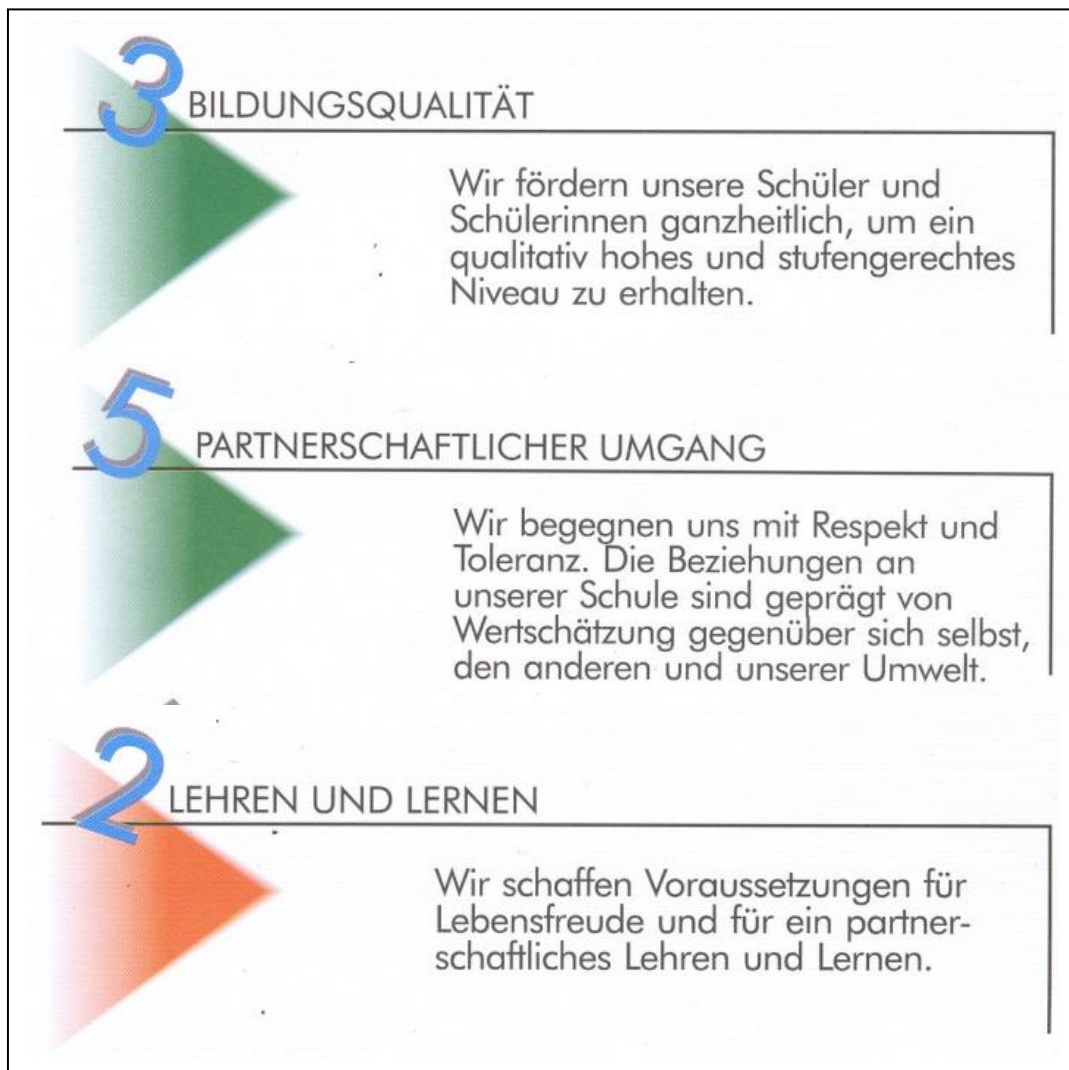 3 BILDUNGSQUALITÄT
Wir fördern unsere Schüler und
Schülerinnen ganzheitlich, um ein
qualitativ hohes und stufengerechtes
Niveau zu erhalten.
5 PARTNERSCHAFTLICHER UMGANG
Wir begegnen uns mit Respekt und
Toleranz. Die Beziehungen an
unserer Schule sind geprägt von
Wertschätzung gegenüber sich selbst,
den anderen und unserer Umwelt.
2 LEHREN UND LERNEN
Wir schaffen Voraussetzungen für
Lebensfreude und für ein partner-
schaftliches Lehren und Lernen.